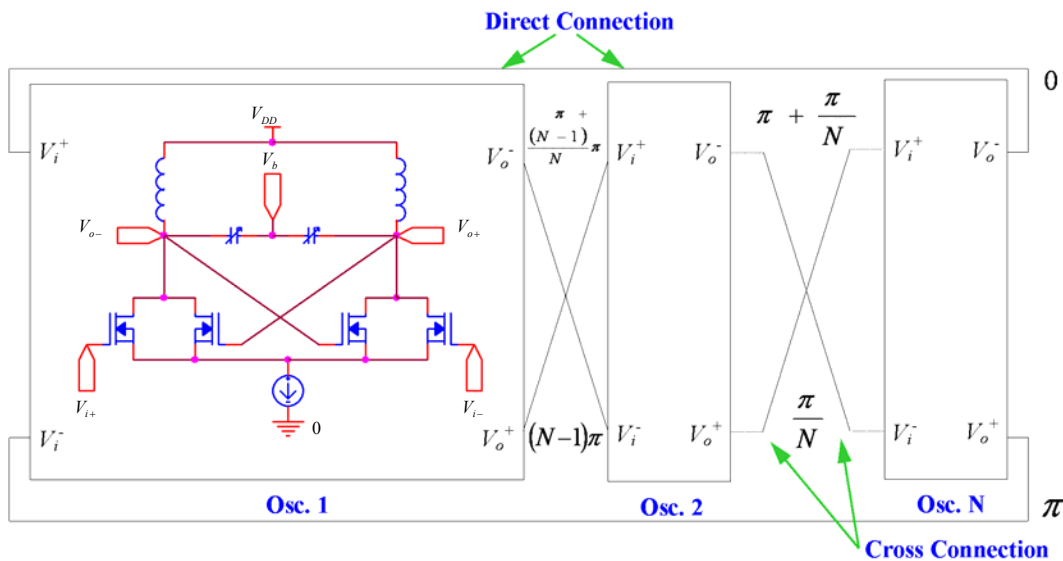 Direct Connection
0
V_i^+
V_DD
V_b
V_o-
V_o+
V_i+
V_i-
0
V_i^-
V_o^-
V_o^+
Osc. 1
π + (N − 1)/N π
(N−1)π
V_i^+
V_o^-
V_i^-
V_o^+
Osc. 2
π + π/N
π/N
V_i^+
V_o^-
V_i^-
V_o^+
Osc. N
π
Cross Connection